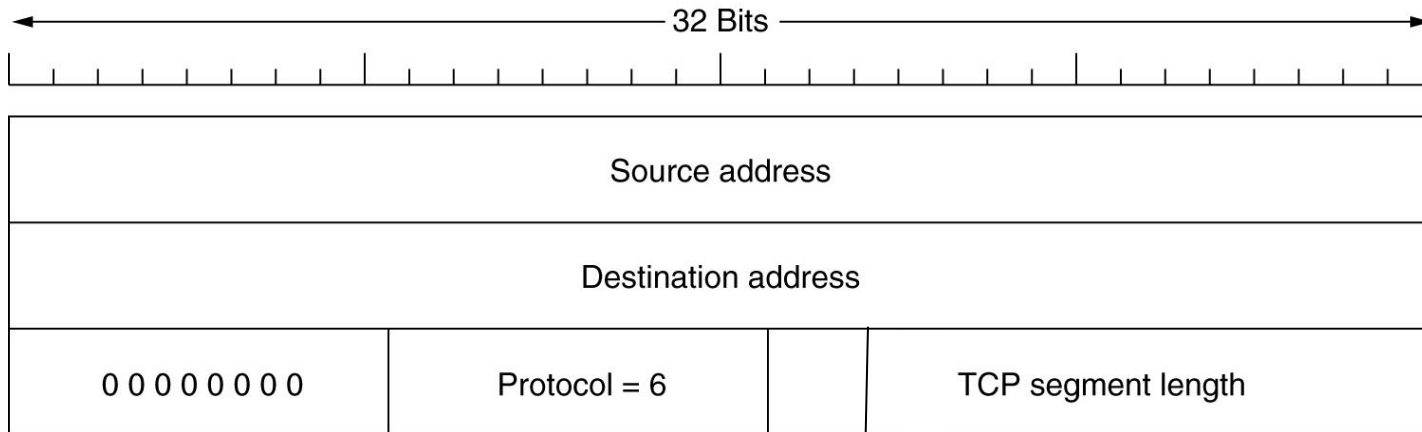 32 Bits
Source address
Destination address
0 0 0 0 0 0 0 0 Protocol = 6 TCP segment length